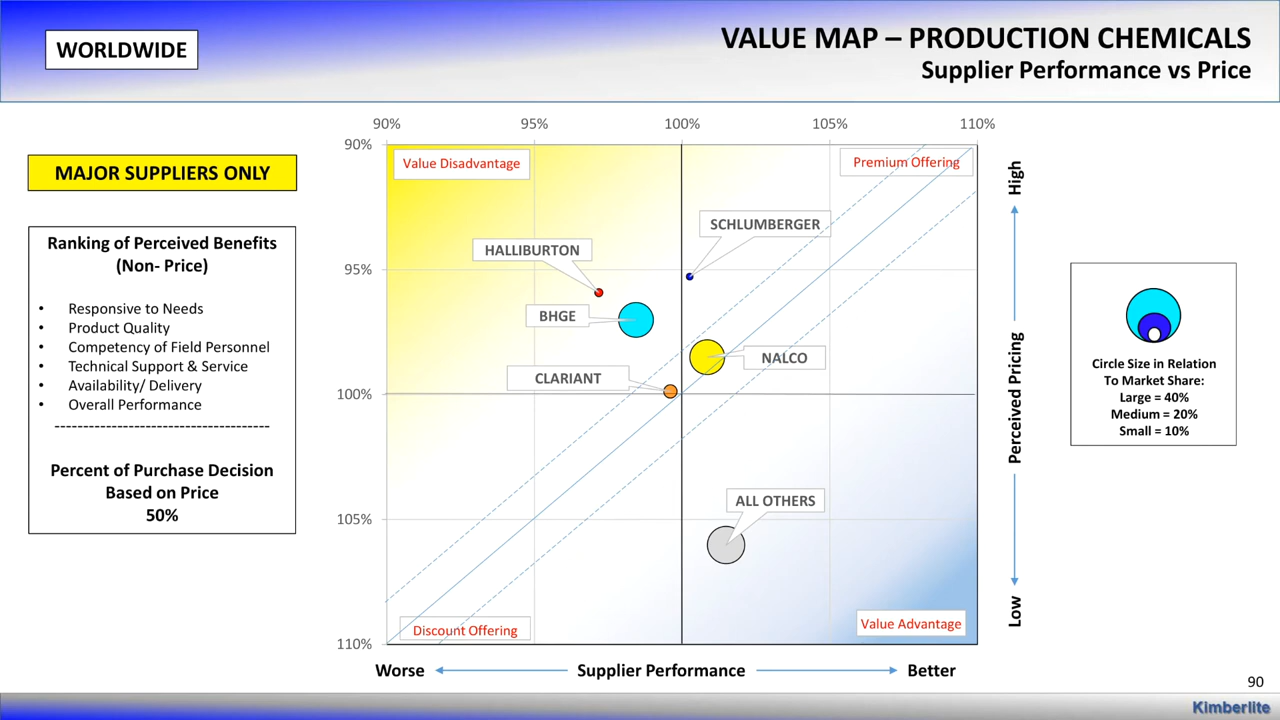 WORLDWIDE
VALUE MAP – PRODUCTION CHEMICALS
Supplier Performance vs Price
MAJOR SUPPLIERS ONLY
Ranking of Perceived Benefits
(Non- Price)
• Responsive to Needs
• Product Quality
• Competency of Field Personnel
• Technical Support & Service
• Availability/ Delivery
• Overall Performance
--------------------------------------
Percent of Purchase Decision
Based on Price
50%
90% 95% 100% 105% 110%
90%
95%
100%
105%
110%
Value Disadvantage
Premium Offering
SCHLUMBERGER
HALLIBURTON
BHGE
NALCO
CLARIANT
ALL OTHERS
Discount Offering
Value Advantage
Worse
Supplier Performance
Better
High
Perceived Pricing
Low
Circle Size in Relation
To Market Share:
Large = 40%
Medium = 20%
Small = 10%
90
Kimberlite